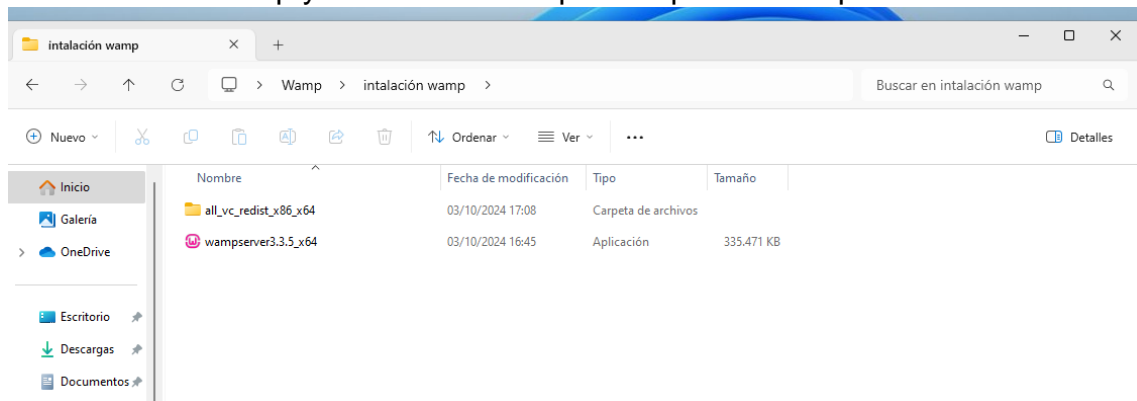 intalación wamp
Wamp > intalación wamp >
Buscar en intalación wamp
Nuevo
Ordenar
Ver
Detalles
Inicio
Galería
OneDrive
Escritorio
Descargas
Documentos
Nombre Fecha de modificación Tipo Tamaño
all_vc_redist_x86_x64 03/10/2024 17:08 Carpeta de archivos
wampserver3.3.5_x64 03/10/2024 16:45 Aplicación 335.471 KB